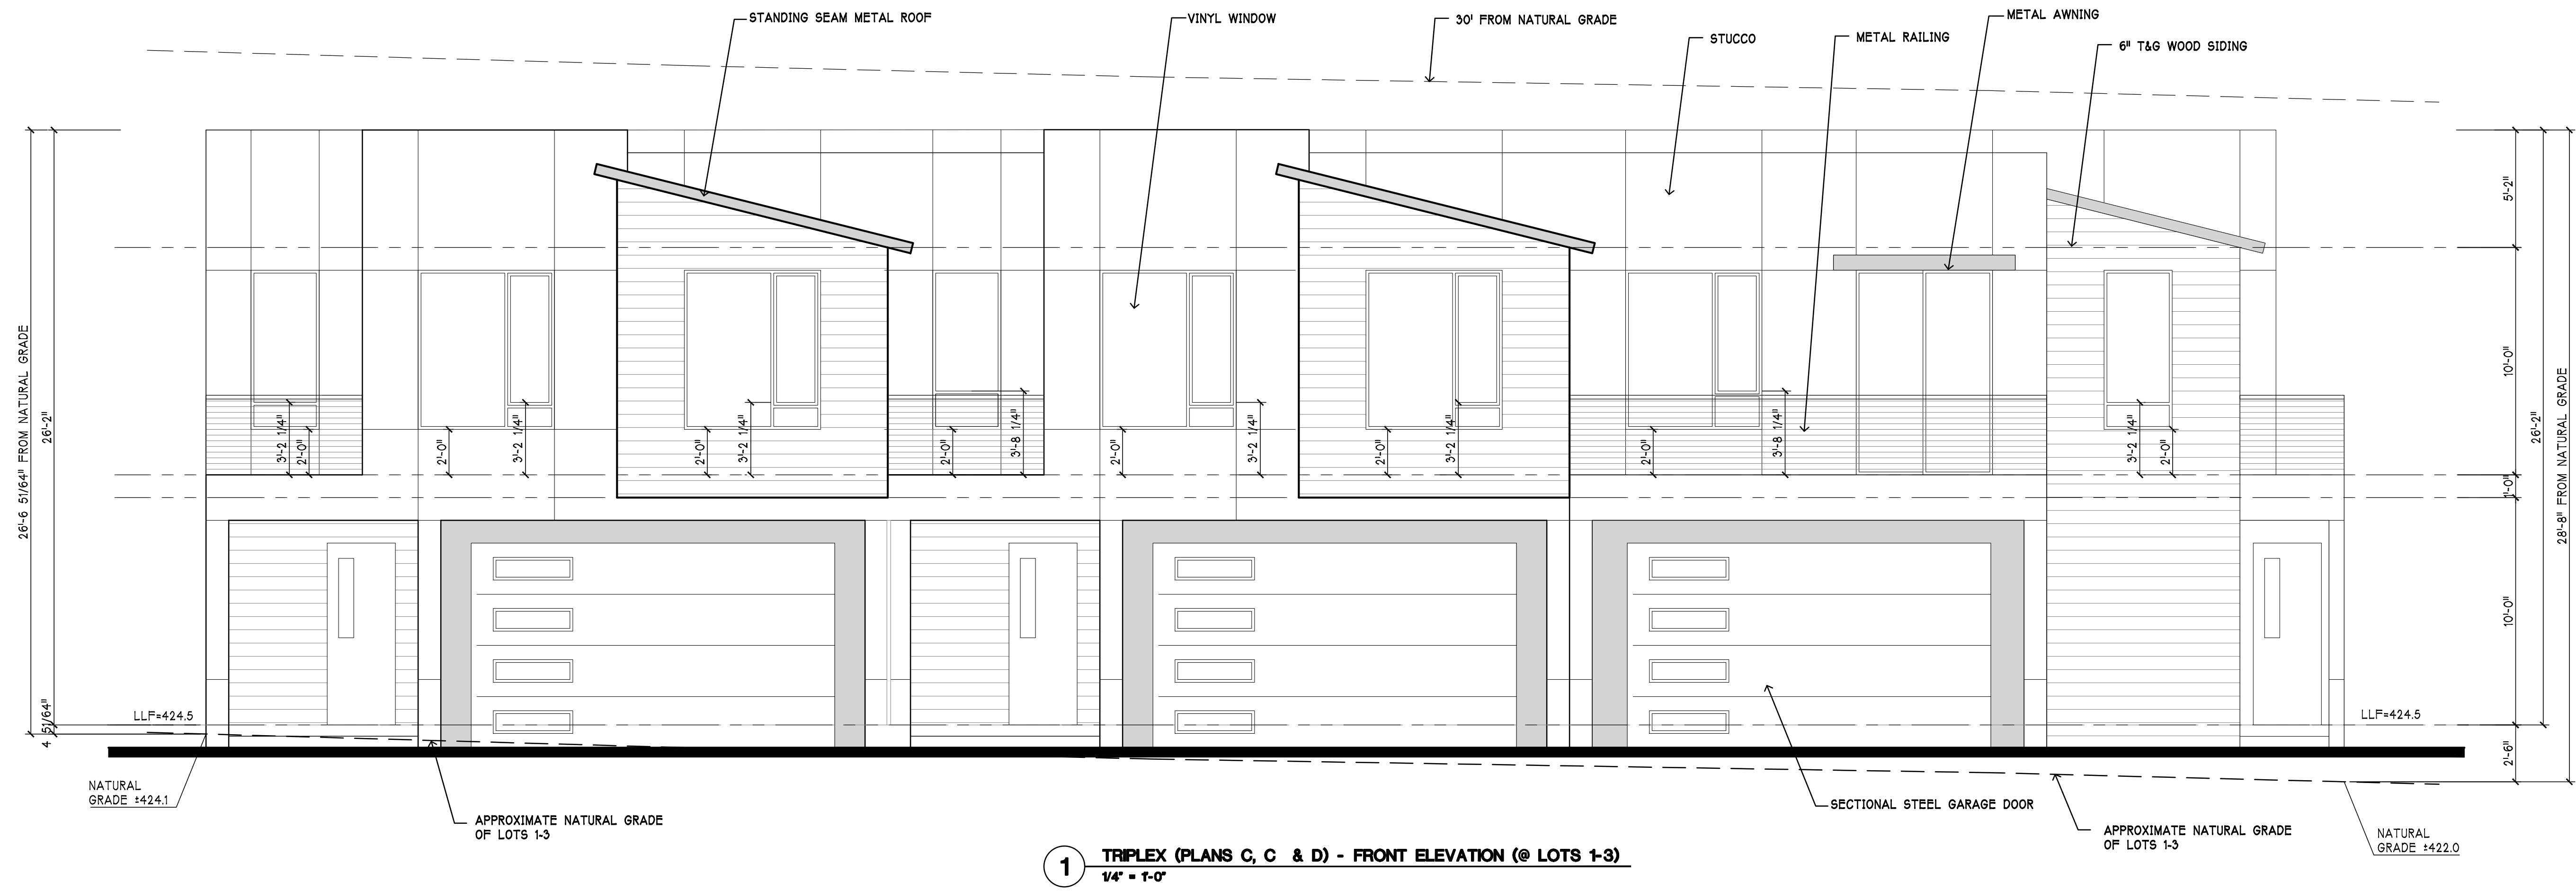 STANDING SEAM METAL ROOF
VINYL WINDOW
30' FROM NATURAL GRADE
STUCCO
METAL RAILING
METAL AWNING
6" T&G WOOD SIDING
26'-6 51/64" FROM NATURAL GRADE
26'-2"
4 51/64"
LLF=424.5
NATURAL
GRADE ±424.1
3'-2 1/4"
2'-0"
2'-0"
3'-2 1/4"
2'-0"
3'-2 1/4"
2'-0"
3'-8 1/4"
2'-0"
3'-2 1/4"
2'-0"
3'-2 1/4"
2'-0"
3'-8 1/4"
3'-2 1/4"
2'-0"
5'-2"
10'-0"
1'-0"
10'-0"
2'-6"
26'-2"
28'-8" FROM NATURAL GRADE
LLF=424.5
APPROXIMATE NATURAL GRADE
OF LOTS 1-3
SECTIONAL STEEL GARAGE DOOR
APPROXIMATE NATURAL GRADE
OF LOTS 1-3
NATURAL
GRADE ±422.0
1
TRIPLEX (PLANS C, C & D) - FRONT ELEVATION (@ LOTS 1-3)
1/4" = 1'-0"